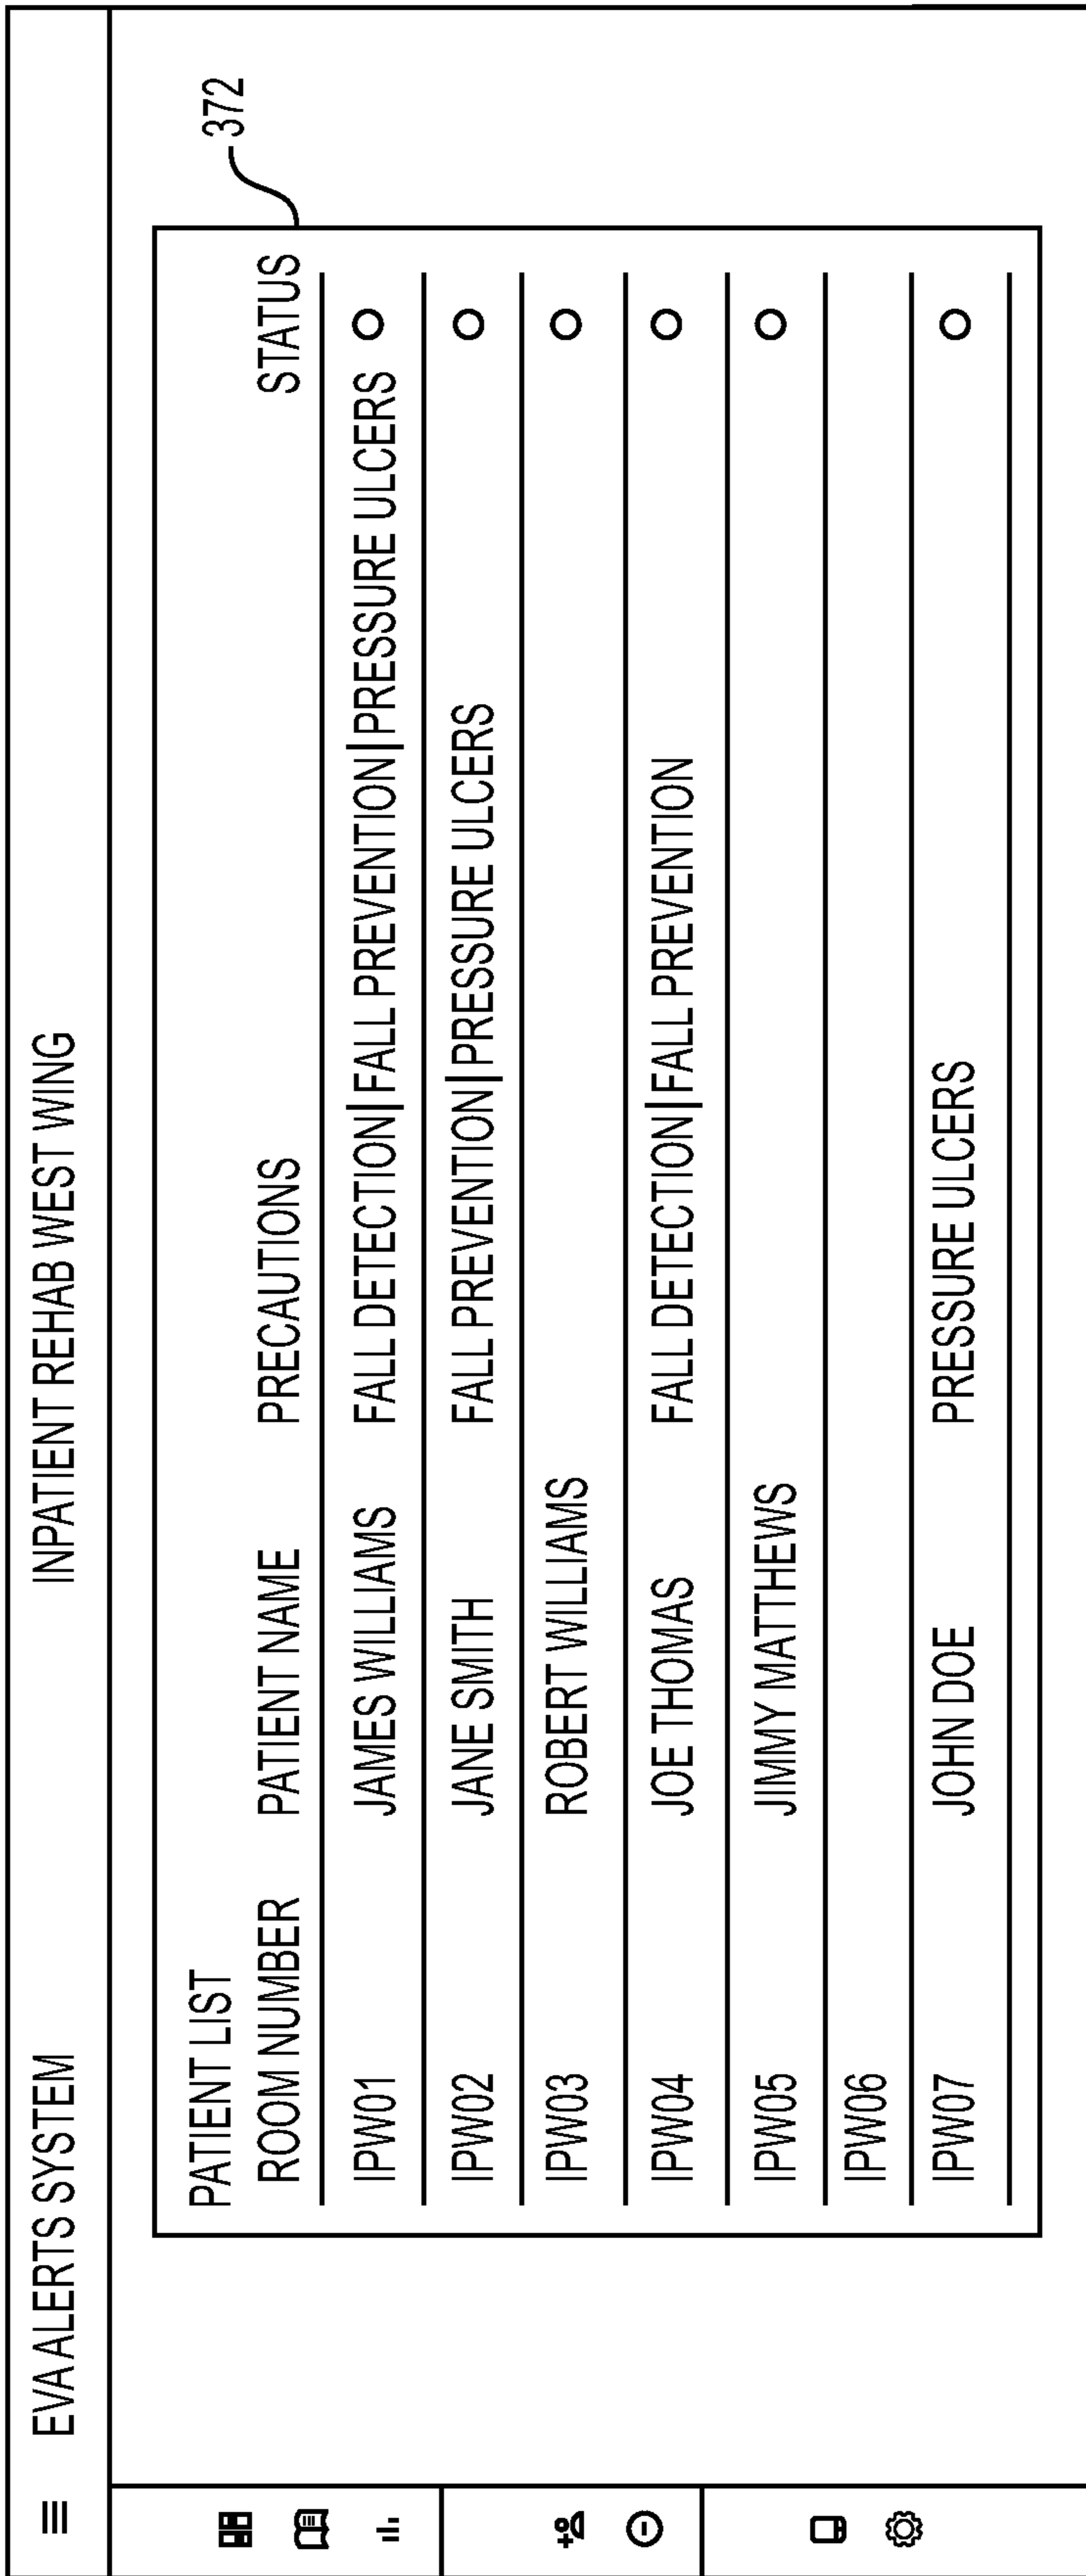 EVA ALERTS SYSTEM INPATIENT REHAB WEST WING
372
PATIENT LIST
ROOM NUMBER PATIENT NAME PRECAUTIONS STATUS
IPW01 JAMES WILLIAMS FALL DETECTION|FALL PREVENTION|PRESSURE ULCERS
IPW02 JANE SMITH FALL PREVENTION|PRESSURE ULCERS
IPW03 ROBERT WILLIAMS
IPW04 JOE THOMAS FALL DETECTION|FALL PREVENTION
IPW05 JIMMY MATTHEWS
IPW06
IPW07 JOHN DOE PRESSURE ULCERS